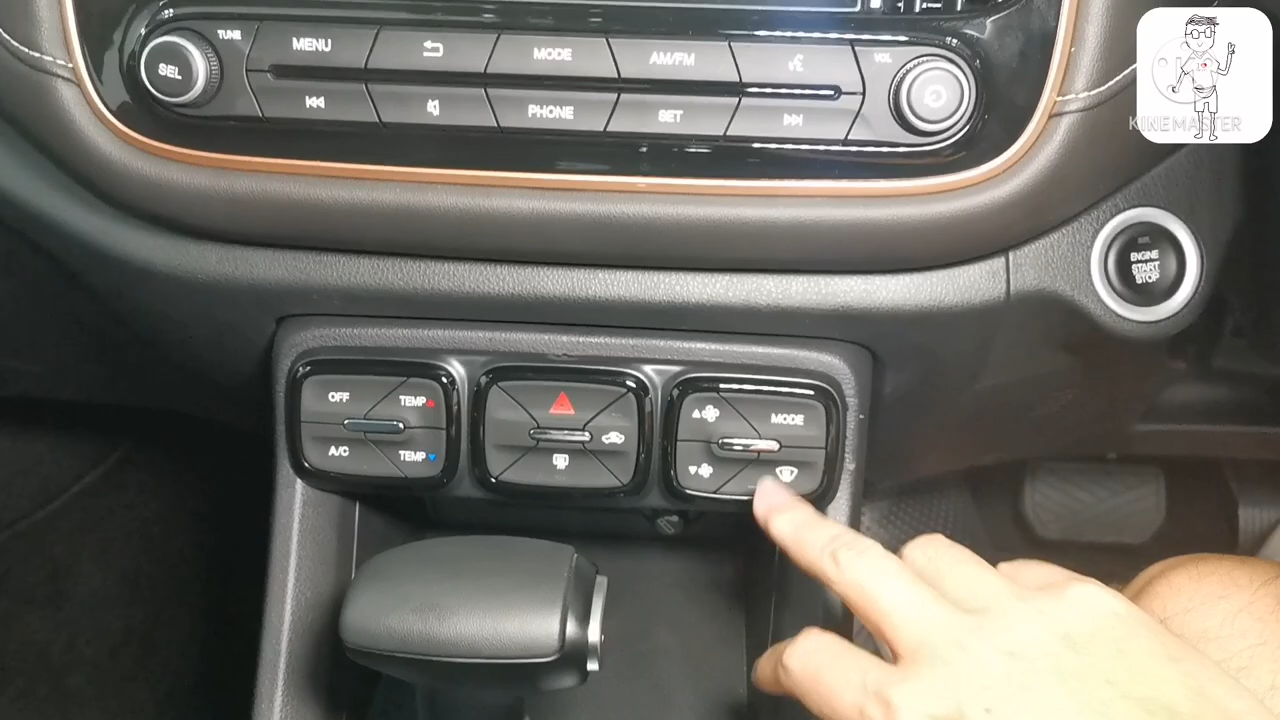 TUNE
MENU
MODE
AM/FM
VOL
SEL
PHONE
SET
KINEMASTER
ENGINE
START
STOP
OFF
TEMP
A/C
TEMP
MODE